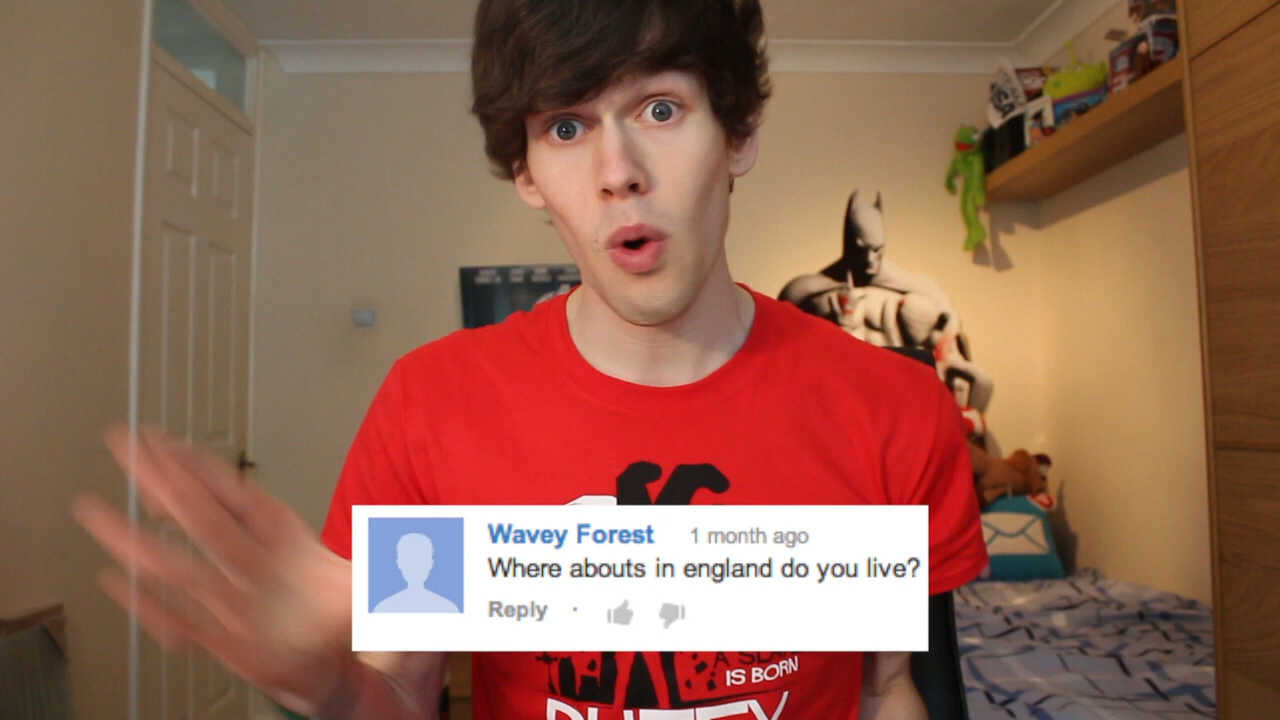 Wavey Forest 1 month ago
Where abouts in england do you live?
Reply ·
IS BORN